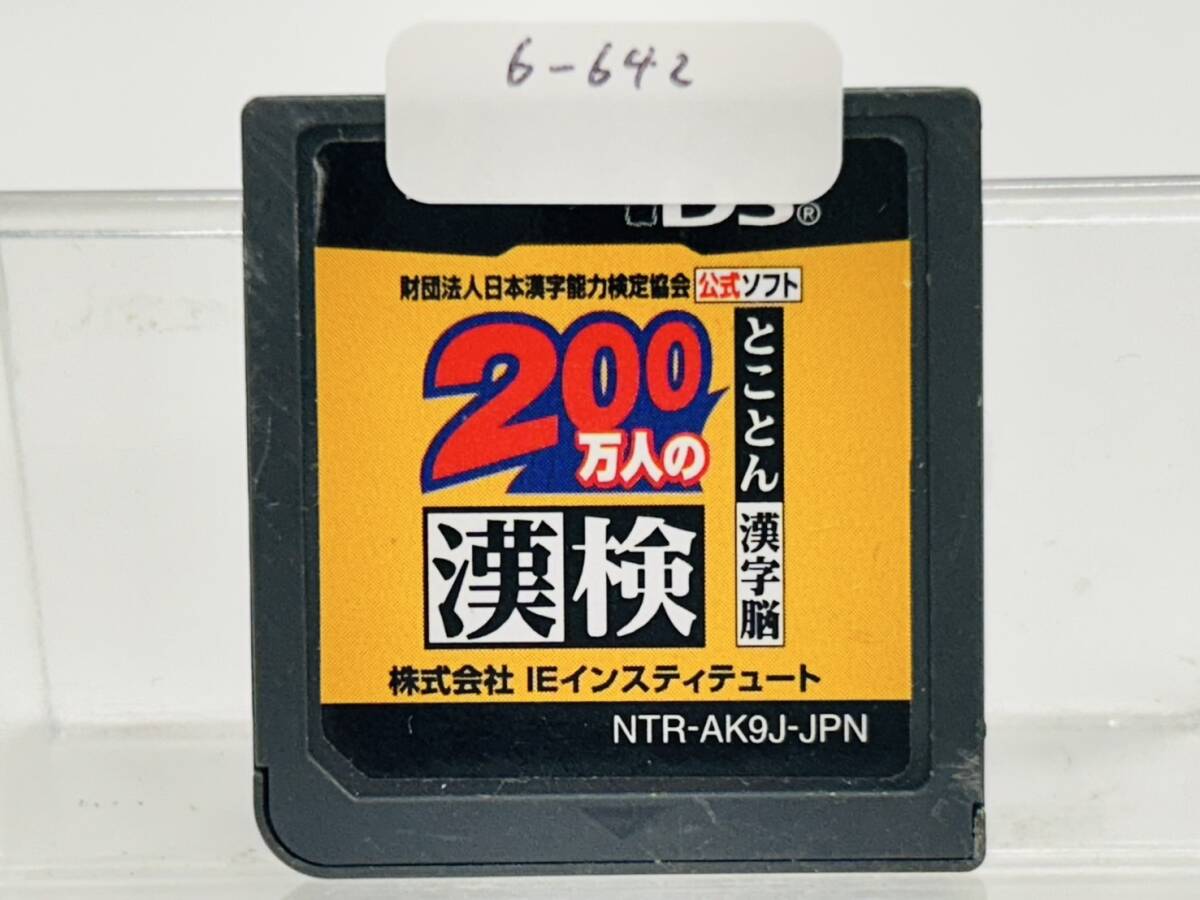 6-642
DS®
財団法人日本漢字能力検定協会 公式ソフト
200
万人の
漢検
とことん
漢字脳
株式会社 IEインスティテュート
NTR-AK9J-JPN